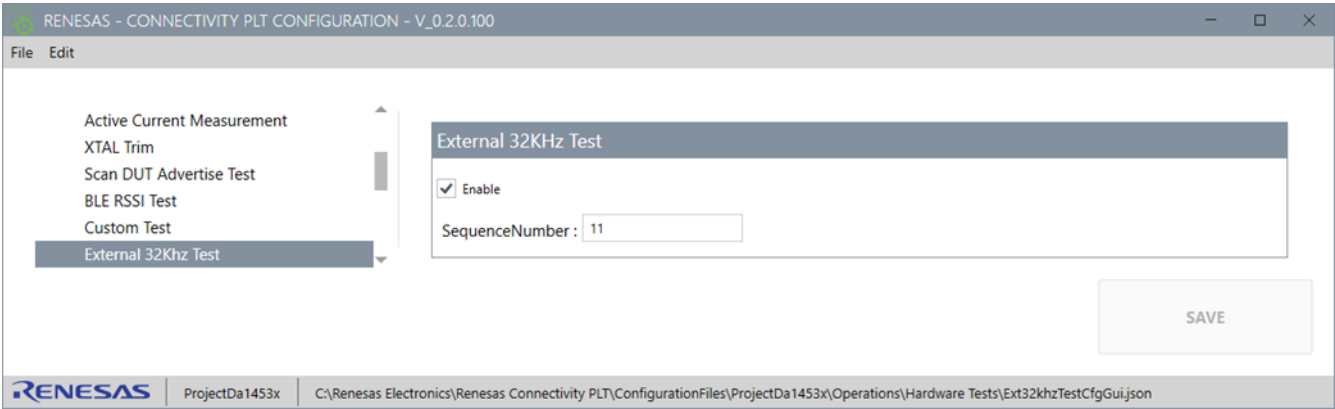 RENESAS - CONNECTIVITY PLT CONFIGURATION - V_0.2.0.100
File Edit
Active Current Measurement
XTAL Trim
Scan DUT Advertise Test
BLE RSSI Test
Custom Test
External 32Khz Test
External 32KHz Test
Enable
SequenceNumber : 11
SAVE
RENESAS ProjectDa1453x C:\Renesas Electronics\Renesas Connectivity PLT\ConfigurationFiles\ProjectDa1453x\Operations\Hardware Tests\Ext32khzTestCfgGui.json